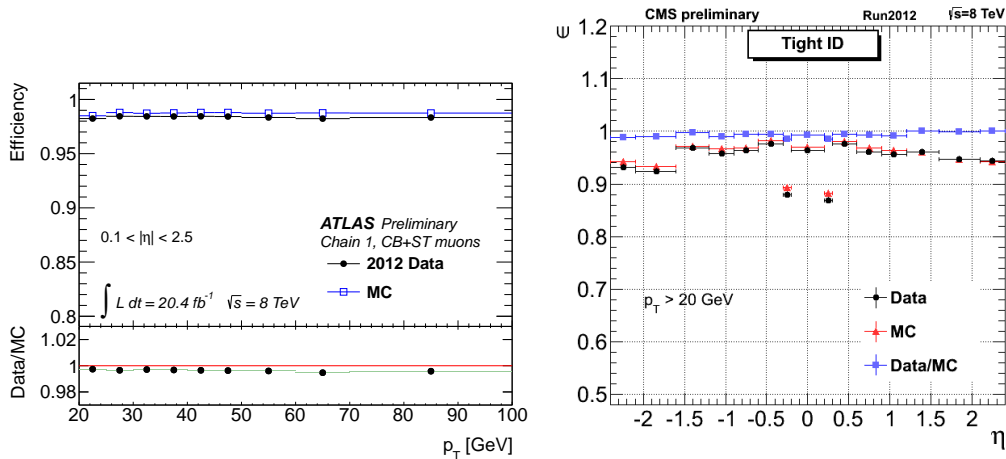 Efficiency
1
0.95
0.9
0.85
0.8
0.1 < |η| < 2.5
ATLAS Preliminary
Chain 1, CB+ST muons
2012 Data
MC
∫ L dt = 20.4 fb⁻¹ √s = 8 TeV
Data/MC
1.02
1
0.98
20 30 40 50 60 70 80 90 100
p_T [GeV]
CMS preliminary Run2012 √s=8 TeV
Tight ID
∈
1.2
1.1
1
0.9
0.8
0.7
0.6
0.5
p_T > 20 GeV
Data
MC
Data/MC
-2 -1.5 -1 -0.5 0 0.5 1 1.5 2
η